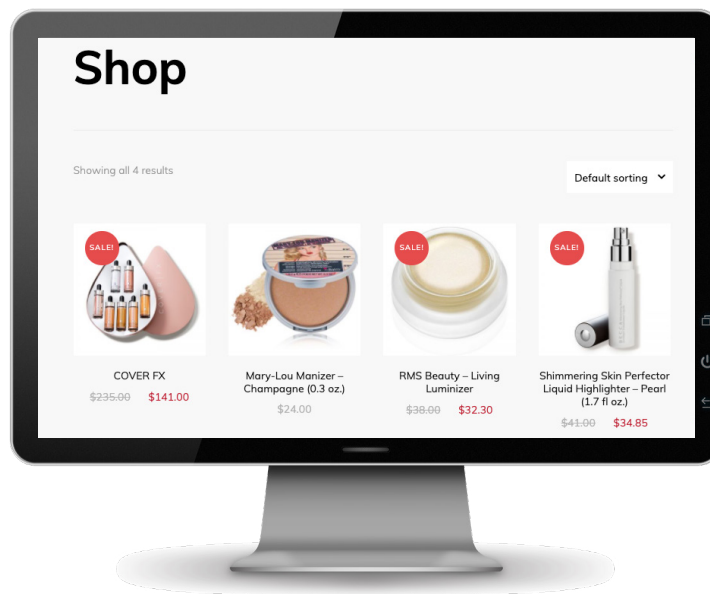 Shop
Showing all 4 results
Default sorting
SALE!
SALE!
SALE!
COVER FX
$235.00 $141.00
Mary-Lou Manizer –
Champagne (0.3 oz.)
$24.00
RMS Beauty – Living
Luminizer
$38.00 $32.30
Shimmering Skin Perfector
Liquid Highlighter – Pearl
(1.7 fl oz.)
$41.00 $34.85